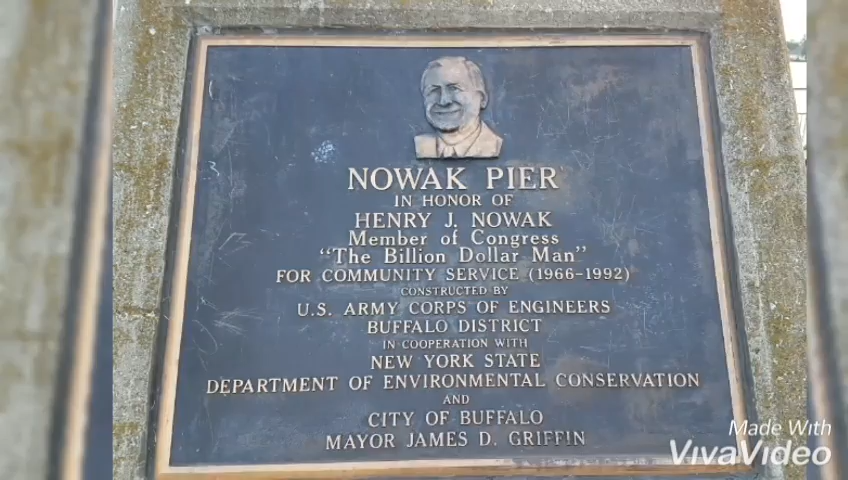 NOWAK PIER
IN HONOR OF
HENRY J. NOWAK
Member of Congress
"The Billion Dollar Man"
FOR COMMUNITY SERVICE (1966-1992)
CONSTRUCTED BY
U.S. ARMY CORPS OF ENGINEERS
BUFFALO DISTRICT
IN COOPERATION WITH
NEW YORK STATE
DEPARTMENT OF ENVIRONMENTAL CONSERVATION
AND
CITY OF BUFFALO
MAYOR JAMES D. GRIFFIN
Made With
VivaVideo